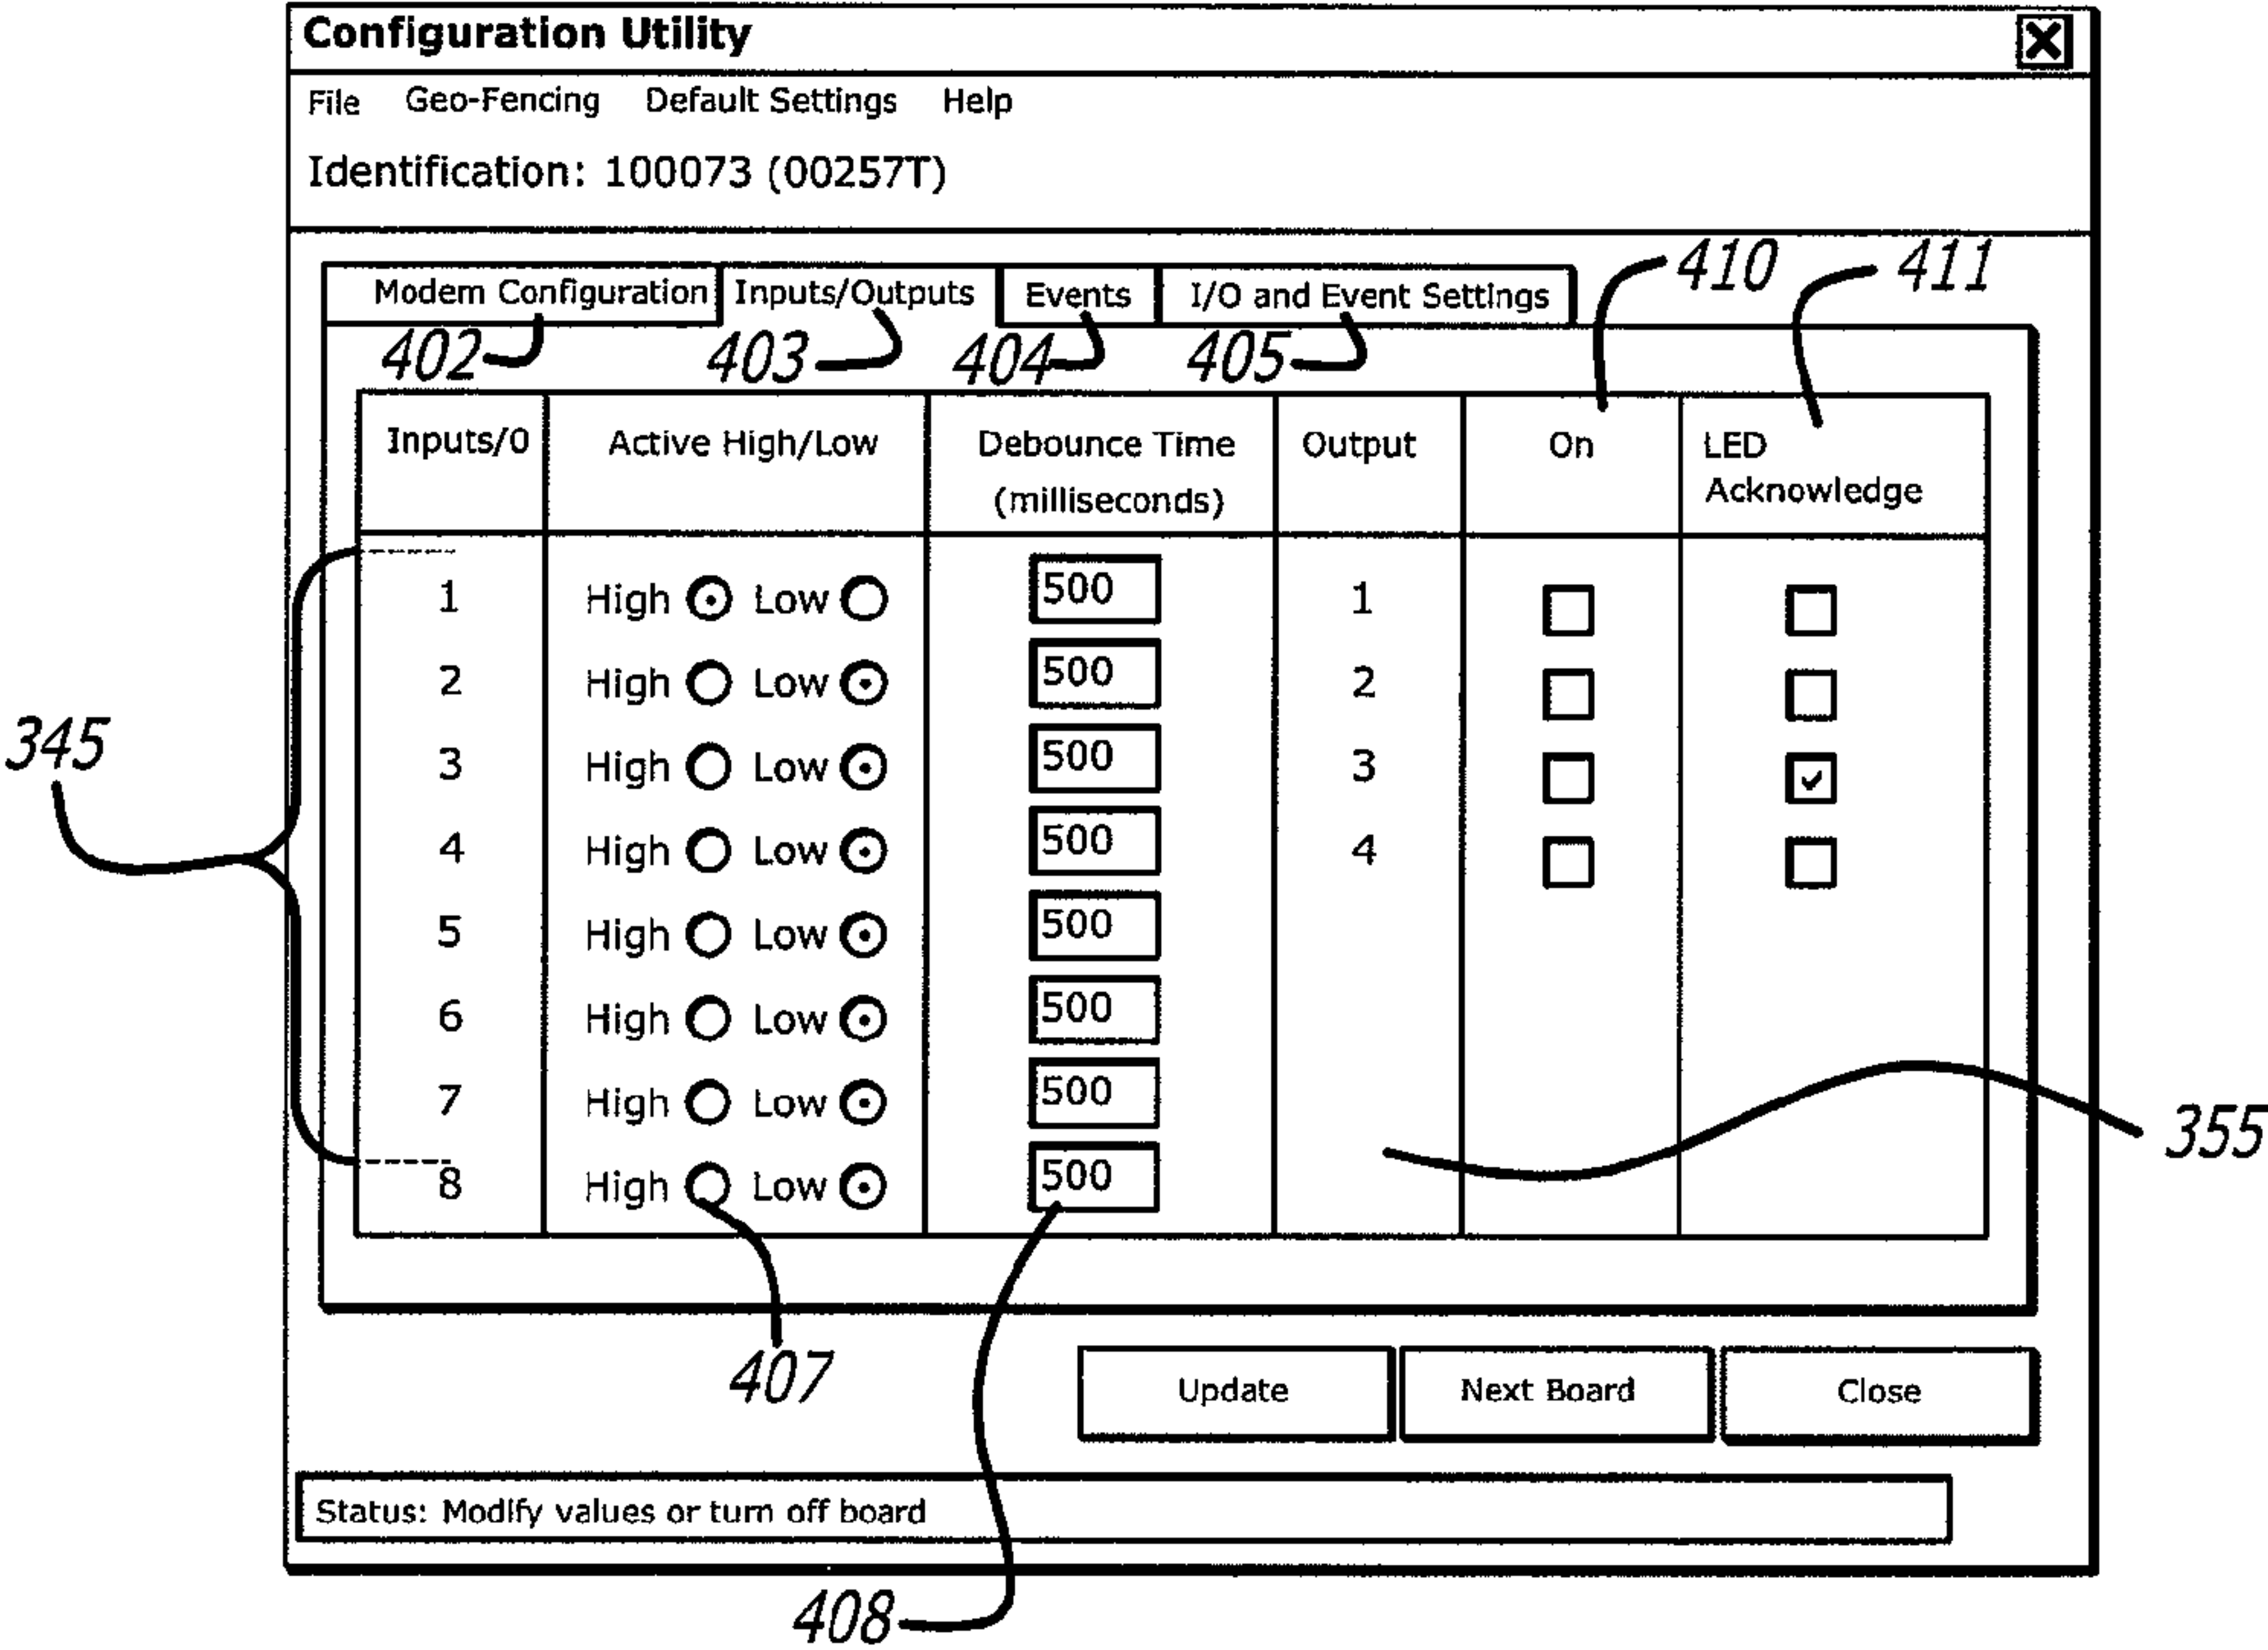 Configuration Utility
File Geo-Fencing Default Settings Help
Identification: 100073 (00257T)
410 411
Modem Configuration Inputs/Outputs Events I/O and Event Settings
402 403 404 405
Inputs/0 Active High/Low Debounce Time (milliseconds) Output On LED Acknowledge
1 High Low 500 1
2 High Low 500 2
345
3 High Low 500 3
4 High Low 500 4
5 High Low 500
6 High Low 500
7 High Low 500
355
8 High Low 500
407
Update Next Board Close
Status: Modify values or turn off board
408